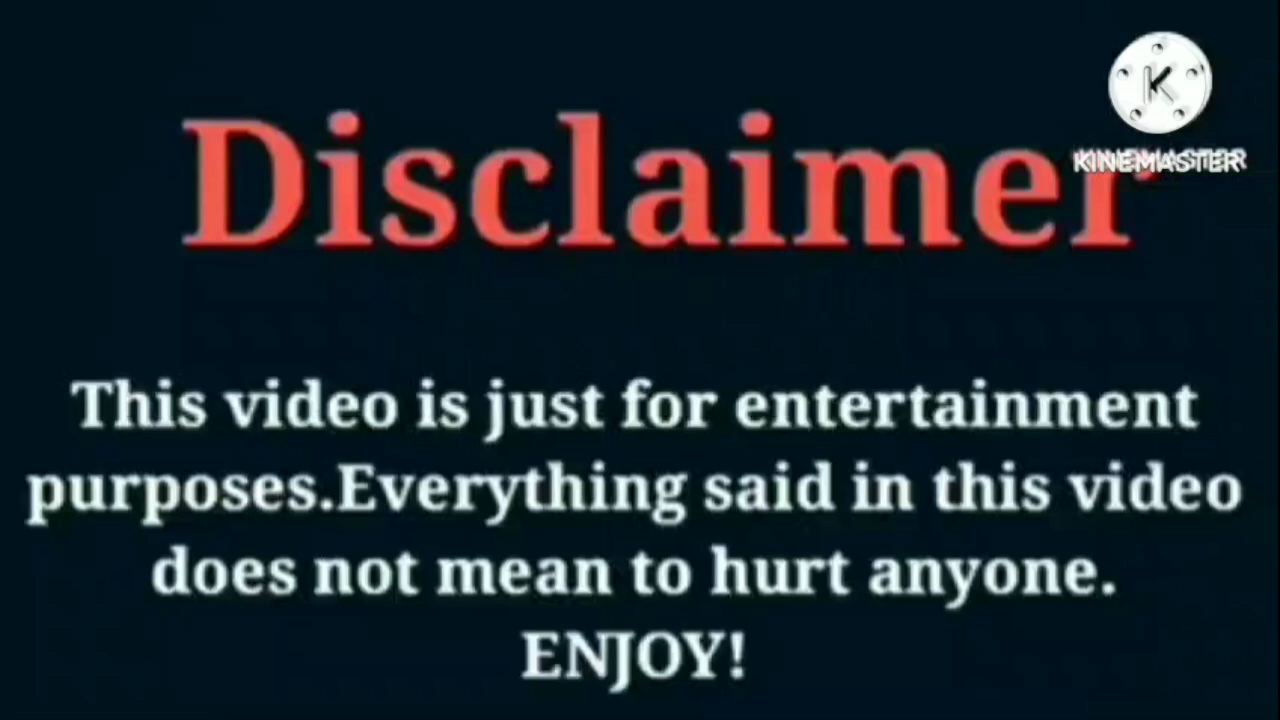 K
KINEMASTER
Disclaimer
This video is just for entertainment
purposes.Everything said in this video
does not mean to hurt anyone.
ENJOY!